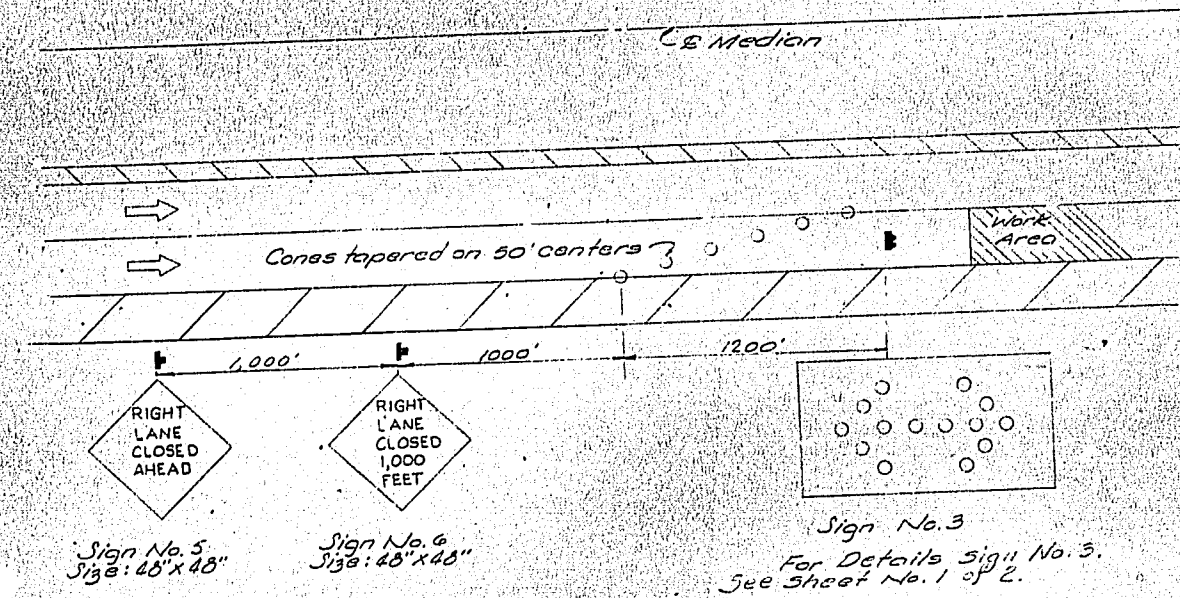 ℄ Median
Cones tapered on 50' centers
Work
Area
1,000'
1000'
1200'
RIGHT
LANE
CLOSED
AHEAD
RIGHT
LANE
CLOSED
1,000
FEET
Sign No. 5
Size: 48"x48"
Sign No. 6
Size: 48"x48"
Sign No. 3
For Details Sign No. 3.
See Sheet No. 1 of 2.